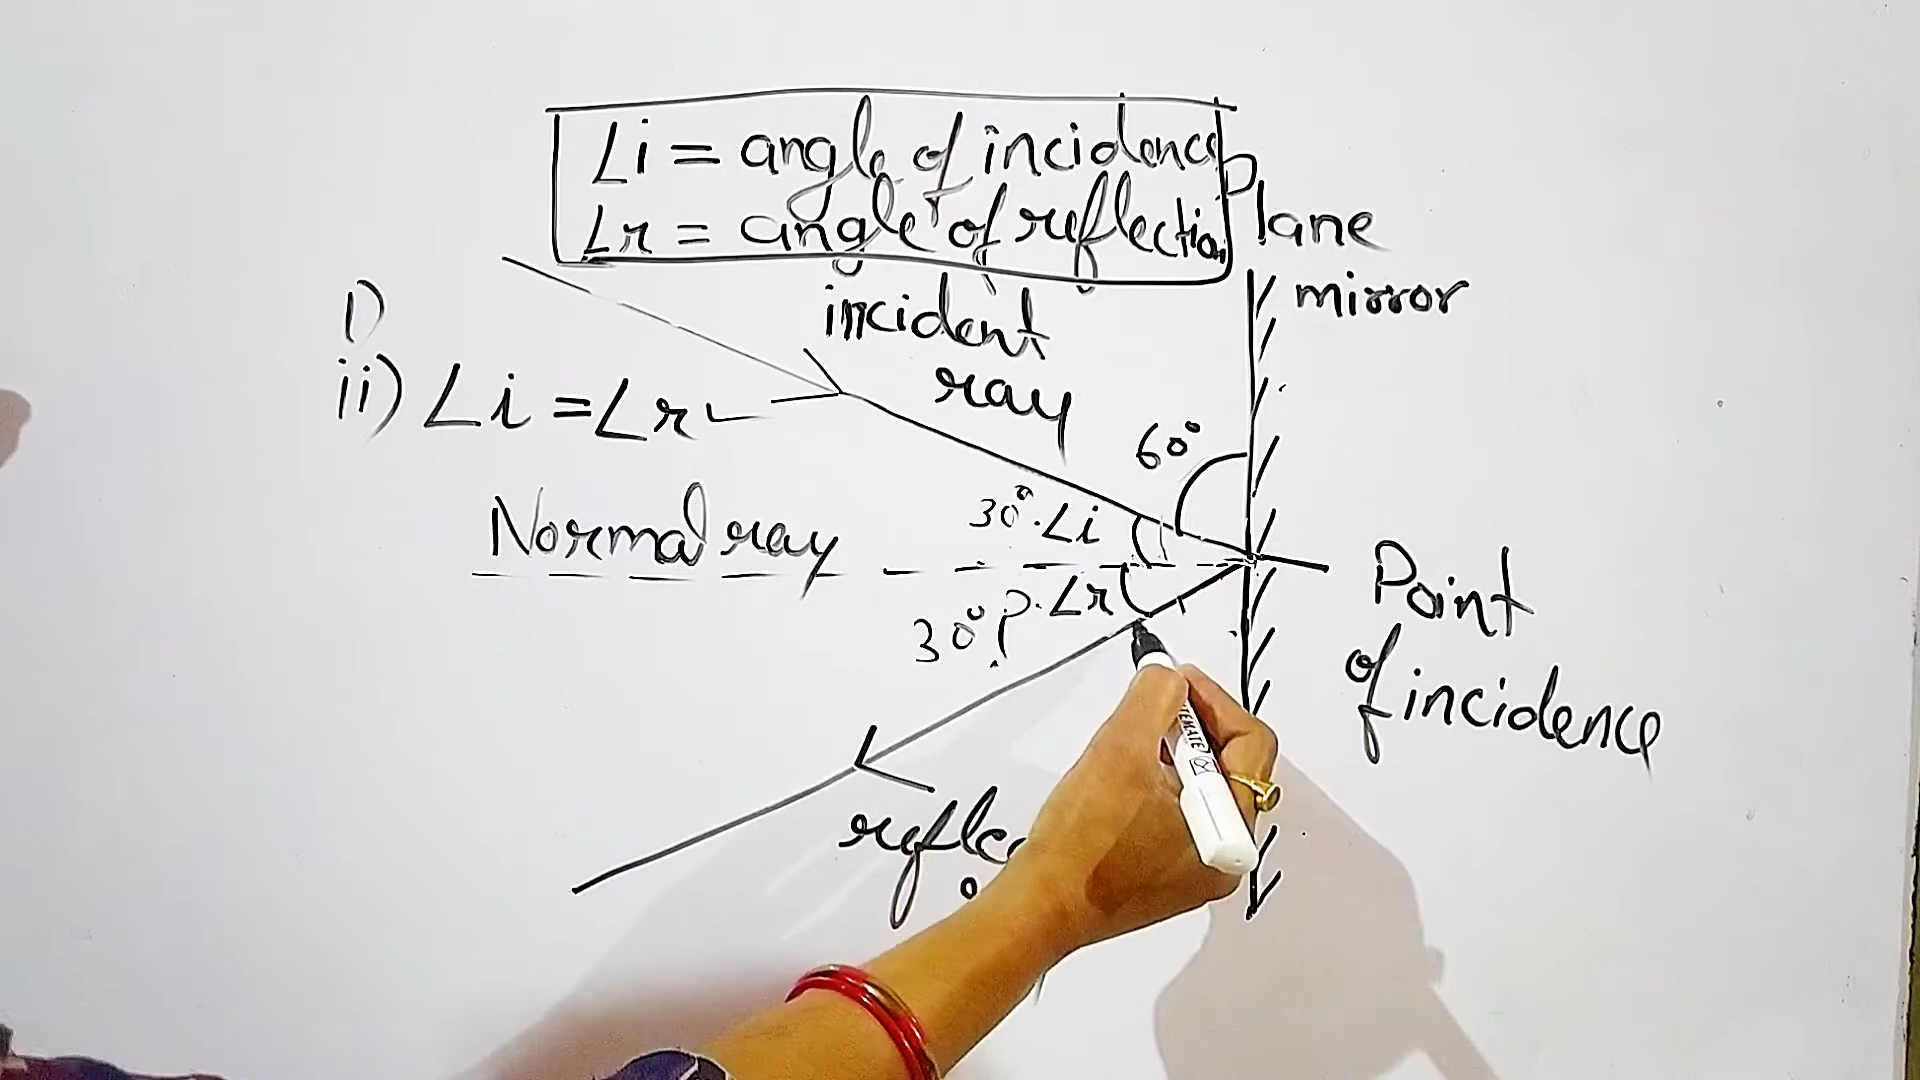 ∠i = angle of incidence
∠r = angle of reflection
Plane
mirror
incident
ray
i)
ii) ∠i = ∠r
60°
30° ∠i
Normal ray
30° ? ∠r
Point
of incidence